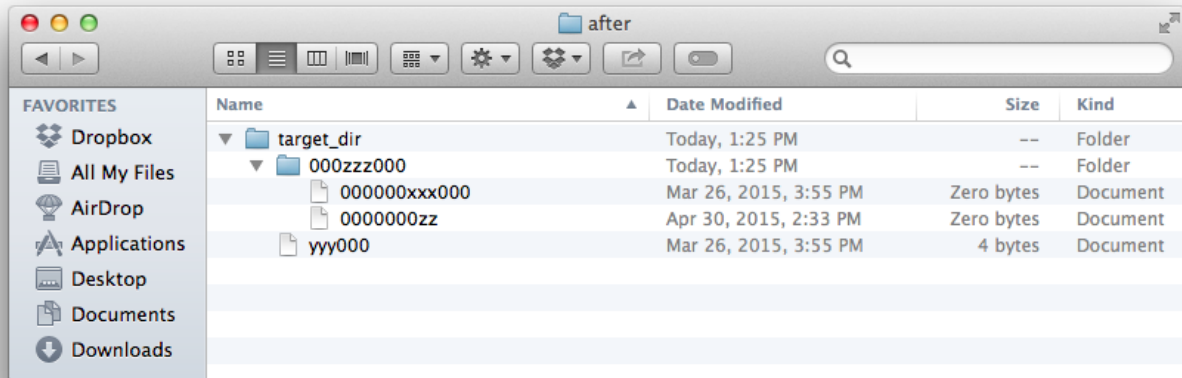 after
FAVORITES
Dropbox
All My Files
AirDrop
Applications
Desktop
Documents
Downloads
Name Date Modified Size Kind
target_dir Today, 1:25 PM -- Folder
000zzz000 Today, 1:25 PM -- Folder
000000xxx000 Mar 26, 2015, 3:55 PM Zero bytes Document
0000000zz Apr 30, 2015, 2:33 PM Zero bytes Document
yyy000 Mar 26, 2015, 3:55 PM 4 bytes Document